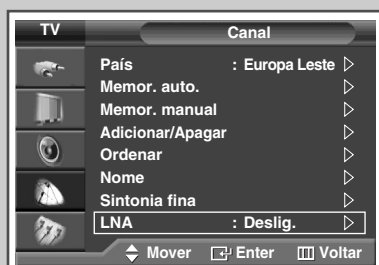 TV Canal
País : Europa Leste
Memor. auto.
Memor. manual
Adicionar/Apagar
Ordenar
Nome
Sintonia fina
LNA : Deslig.
Mover Enter Voltar